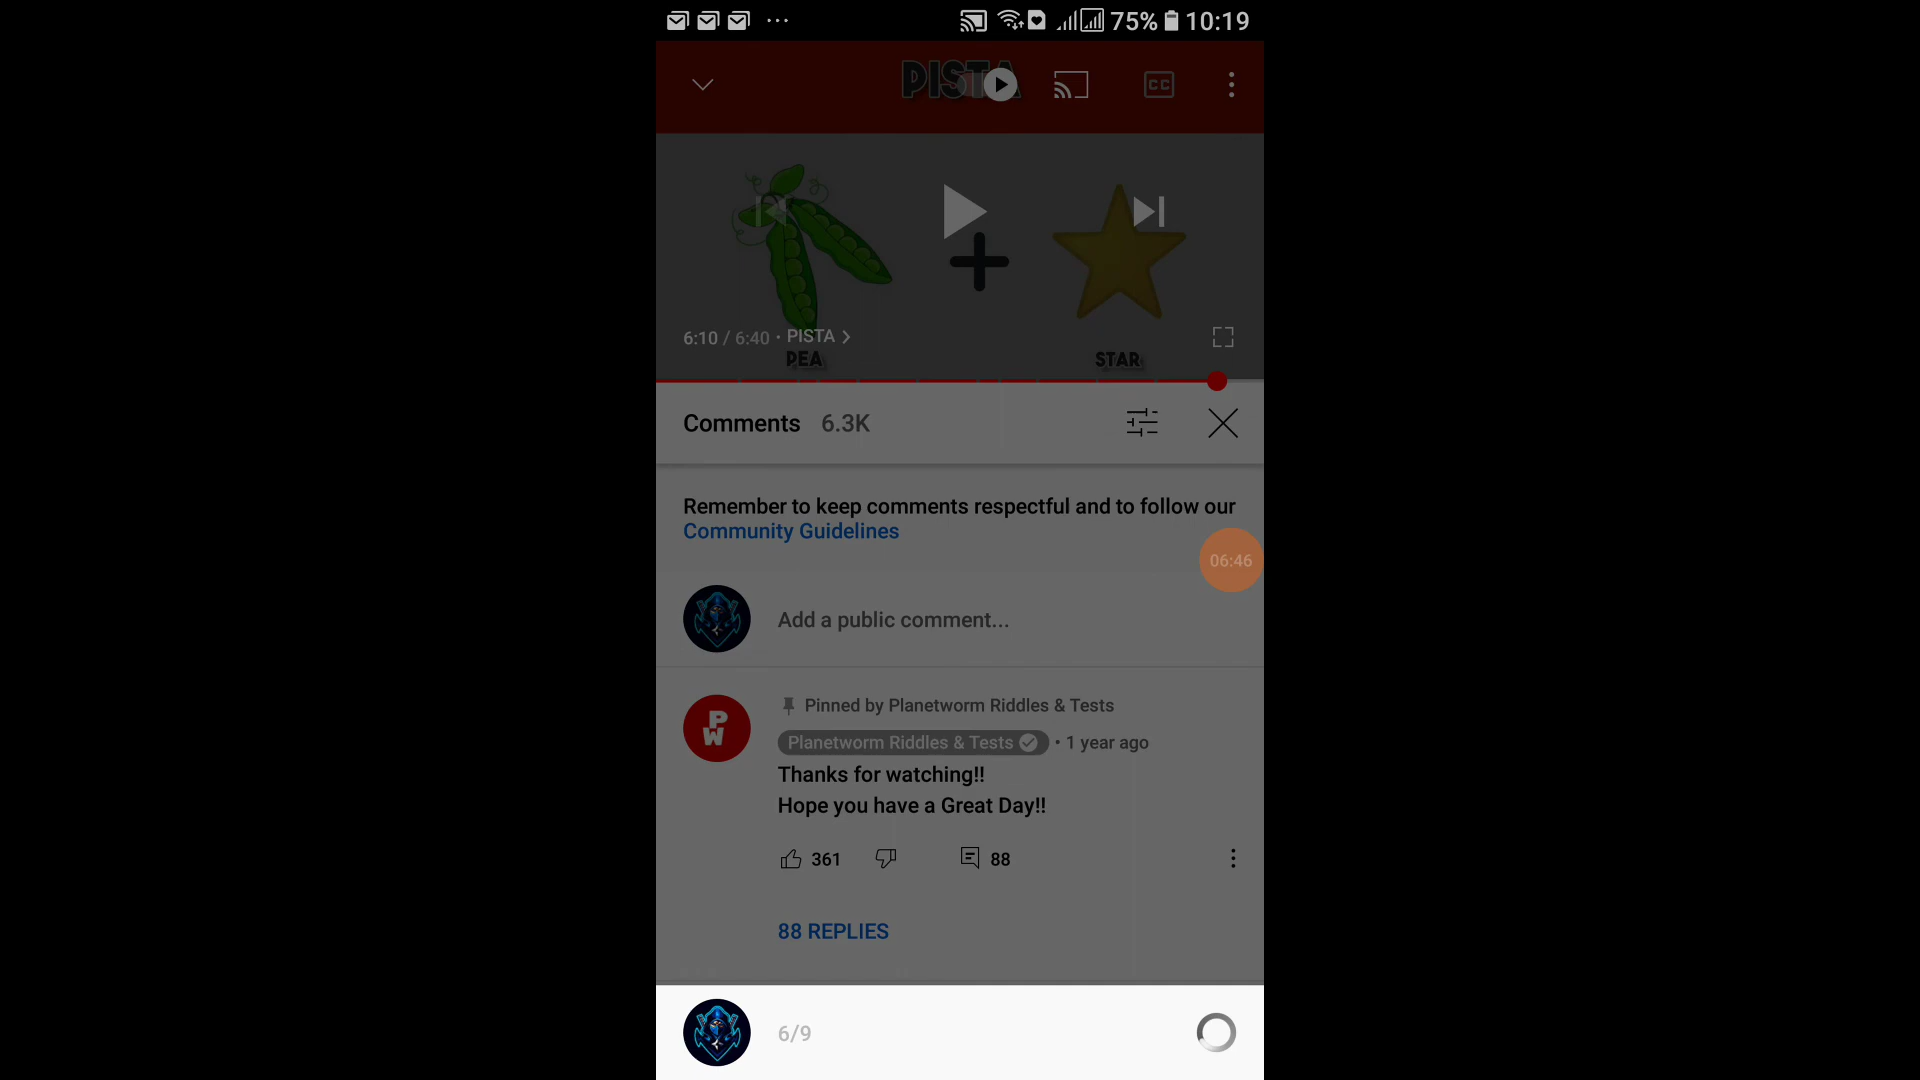 75% 10:19
PISTA
CC
6:10 / 6:40 • PISTA
PEA
STAR
Comments 6.3K
Remember to keep comments respectful and to follow our
Community Guidelines
06:46
Add a public comment...
PW
Pinned by Planetworm Riddles & Tests
Planetworm Riddles & Tests • 1 year ago
Thanks for watching!!
Hope you have a Great Day!!
361 88
88 REPLIES
6/9